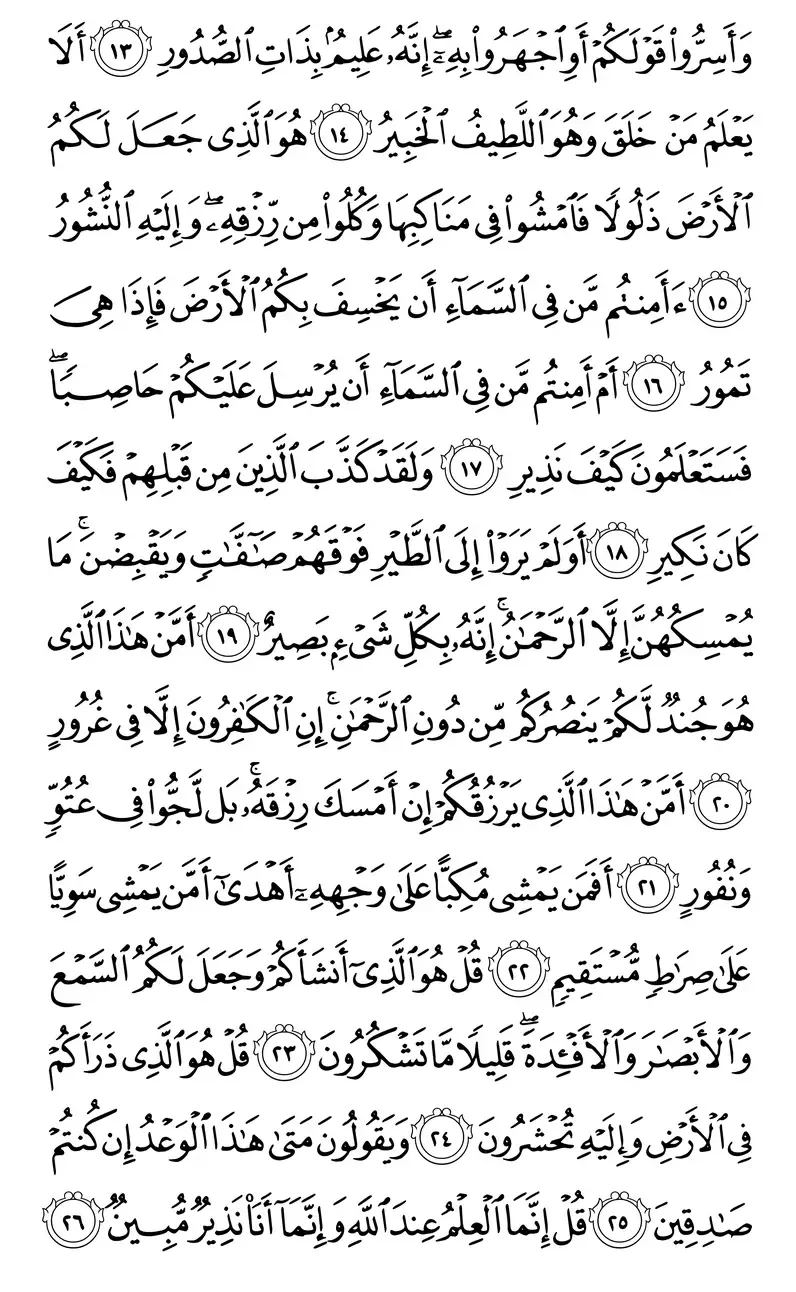 وَأَسِرُّوا۟ قَوْلَكُمْ أَوِ ٱجْهَرُوا۟ بِهِۦٓ ۖ إِنَّهُۥ عَلِيمٌۢ بِذَاتِ ٱلصُّدُورِ ١٣ أَلَا
يَعْلَمُ مَنْ خَلَقَ وَهُوَ ٱللَّطِيفُ ٱلْخَبِيرُ ١٤ هُوَ ٱلَّذِى جَعَلَ لَكُمُ
ٱلْأَرْضَ ذَلُولًا فَٱمْشُوا۟ فِى مَنَاكِبِهَا وَكُلُوا۟ مِن رِّزْقِهِۦ ۖ وَإِلَيْهِ ٱلنُّشُورُ
١٥ ءَأَمِنتُم مَّن فِى ٱلسَّمَآءِ أَن يَخْسِفَ بِكُمُ ٱلْأَرْضَ فَإِذَا هِىَ
تَمُورُ ١٦ أَمْ أَمِنتُم مَّن فِى ٱلسَّمَآءِ أَن يُرْسِلَ عَلَيْكُمْ حَاصِبًا ۖ
فَسَتَعْلَمُونَ كَيْفَ نَذِيرِ ١٧ وَلَقَدْ كَذَّبَ ٱلَّذِينَ مِن قَبْلِهِمْ فَكَيْفَ
كَانَ نَكِيرِ ١٨ أَوَلَمْ يَرَوْا۟ إِلَى ٱلطَّيْرِ فَوْقَهُمْ صَٰٓفَّٰتٍ وَيَقْبِضْنَ ۚ مَا
يُمْسِكُهُنَّ إِلَّا ٱلرَّحْمَٰنُ ۚ إِنَّهُۥ بِكُلِّ شَىْءٍۭ بَصِيرٌ ١٩ أَمَّنْ هَٰذَا ٱلَّذِى
هُوَ جُندٌ لَّكُمْ يَنصُرُكُم مِّن دُونِ ٱلرَّحْمَٰنِ ۚ إِنِ ٱلْكَٰفِرُونَ إِلَّا فِى غُرُورٍ
٢٠ أَمَّنْ هَٰذَا ٱلَّذِى يَرْزُقُكُمْ إِنْ أَمْسَكَ رِزْقَهُۥ ۚ بَل لَّجُّوا۟ فِى عُتُوٍّ
وَنُفُورٍ ٢١ أَفَمَن يَمْشِى مُكِبًّا عَلَىٰ وَجْهِهِۦٓ أَهْدَىٰٓ أَمَّن يَمْشِى سَوِيًّا
عَلَىٰ صِرَٰطٍ مُّسْتَقِيمٍ ٢٢ قُلْ هُوَ ٱلَّذِىٓ أَنشَأَكُمْ وَجَعَلَ لَكُمُ ٱلسَّمْعَ
وَٱلْأَبْصَٰرَ وَٱلْأَفْـِٔدَةَ ۖ قَلِيلًا مَّا تَشْكُرُونَ ٢٣ قُلْ هُوَ ٱلَّذِى ذَرَأَكُمْ
فِى ٱلْأَرْضِ وَإِلَيْهِ تُحْشَرُونَ ٢٤ وَيَقُولُونَ مَتَىٰ هَٰذَا ٱلْوَعْدُ إِن كُنتُمْ
صَٰدِقِينَ ٢٥ قُلْ إِنَّمَا ٱلْعِلْمُ عِندَ ٱللَّهِ وَإِنَّمَآ أَنَا۠ نَذِيرٌ مُّبِينٌ ٢٦